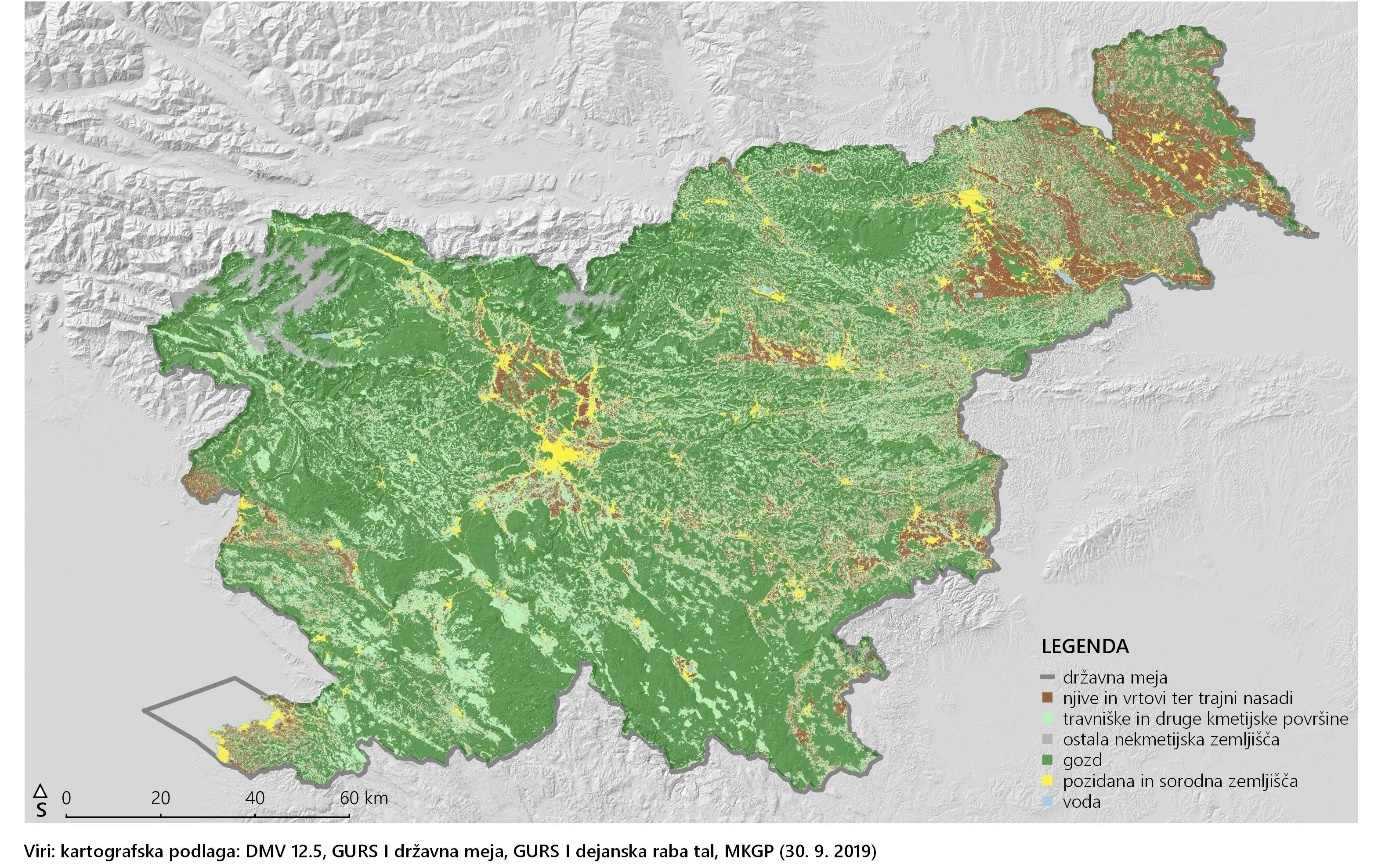 LEGENDA
državna meja
njive in vrtovi ter trajni nasadi
travniške in druge kmetijske površine
ostala nekmetijska zemljišča
gozd
pozidana in sorodna zemljišča
voda
S
0 20 40 60 km
Viri: kartografska podlaga: DMV 12.5, GURS I državna meja, GURS I dejanska raba tal, MKGP (30. 9. 2019)